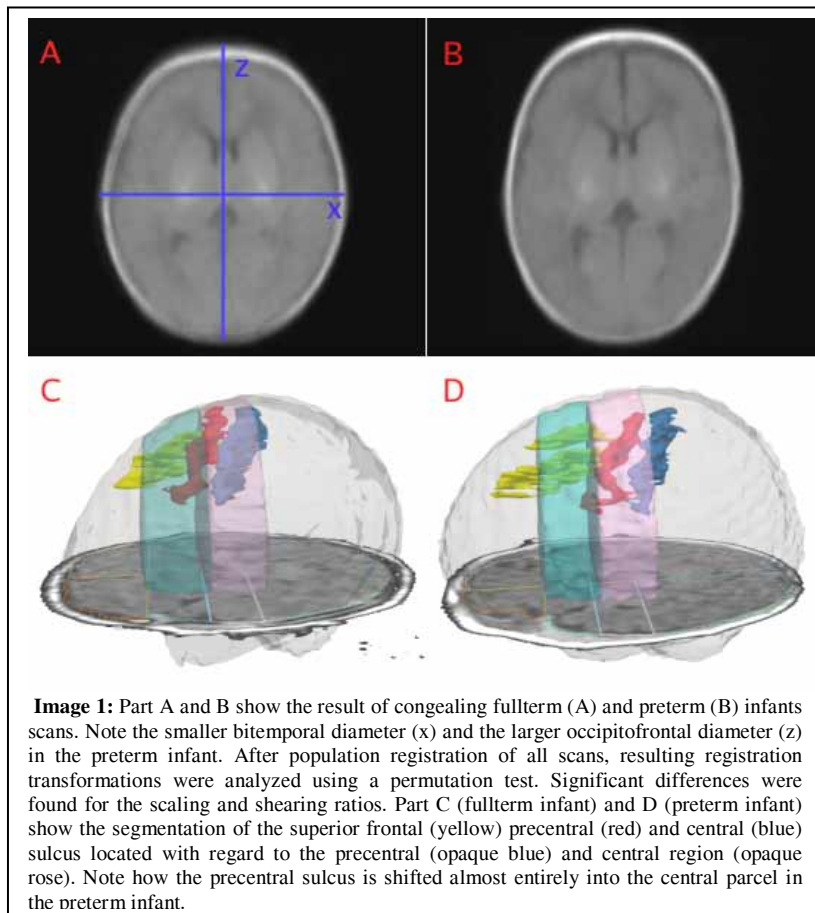 A
Z
X
B
C
D
Image 1: Part A and B show the result of congealing fullterm (A) and preterm (B) infants
scans. Note the smaller bitemporal diameter (x) and the larger occipitofrontal diameter (z)
in the preterm infant. After population registration of all scans, resulting registration
transformations were analyzed using a permutation test. Significant differences were
found for the scaling and shearing ratios. Part C (fullterm infant) and D (preterm infant)
show the segmentation of the superior frontal (yellow) precentral (red) and central (blue)
sulcus located with regard to the precentral (opaque blue) and central region (opaque
rose). Note how the precentral sulcus is shifted almost entirely into the central parcel in
the preterm infant.